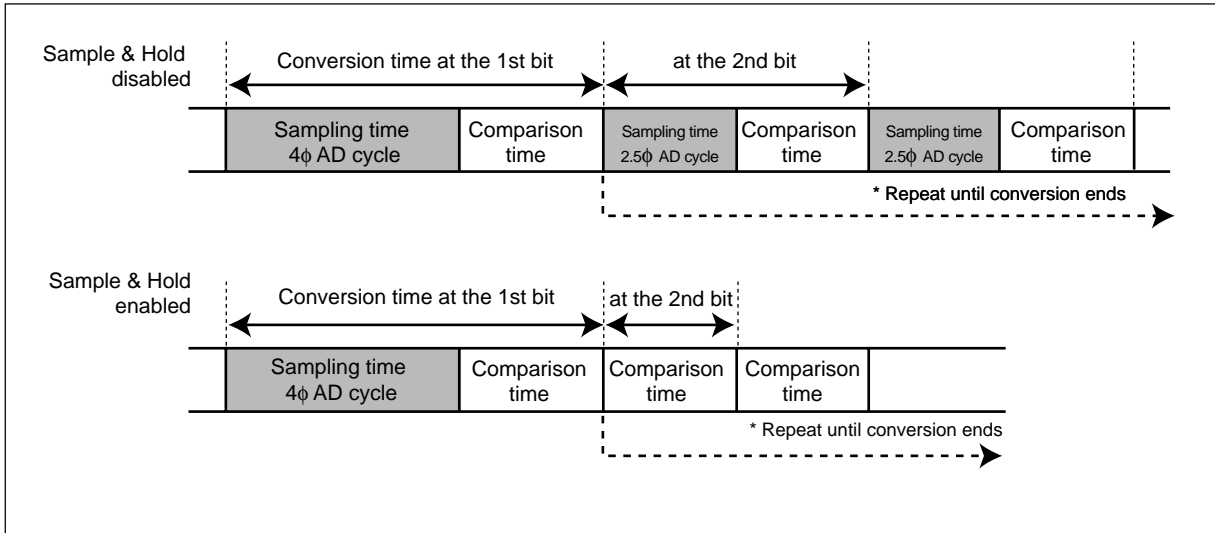 Sample & Hold
disabled
Conversion time at the 1st bit
at the 2nd bit
Sampling time
4ϕ AD cycle
Comparison
time
Sampling time
2.5ϕ AD cycle
Comparison
time
Sampling time
2.5ϕ AD cycle
Comparison
time
* Repeat until conversion ends
Sample & Hold
enabled
Conversion time at the 1st bit
at the 2nd bit
Sampling time
4ϕ AD cycle
Comparison
time
Comparison
time
Comparison
time
* Repeat until conversion ends